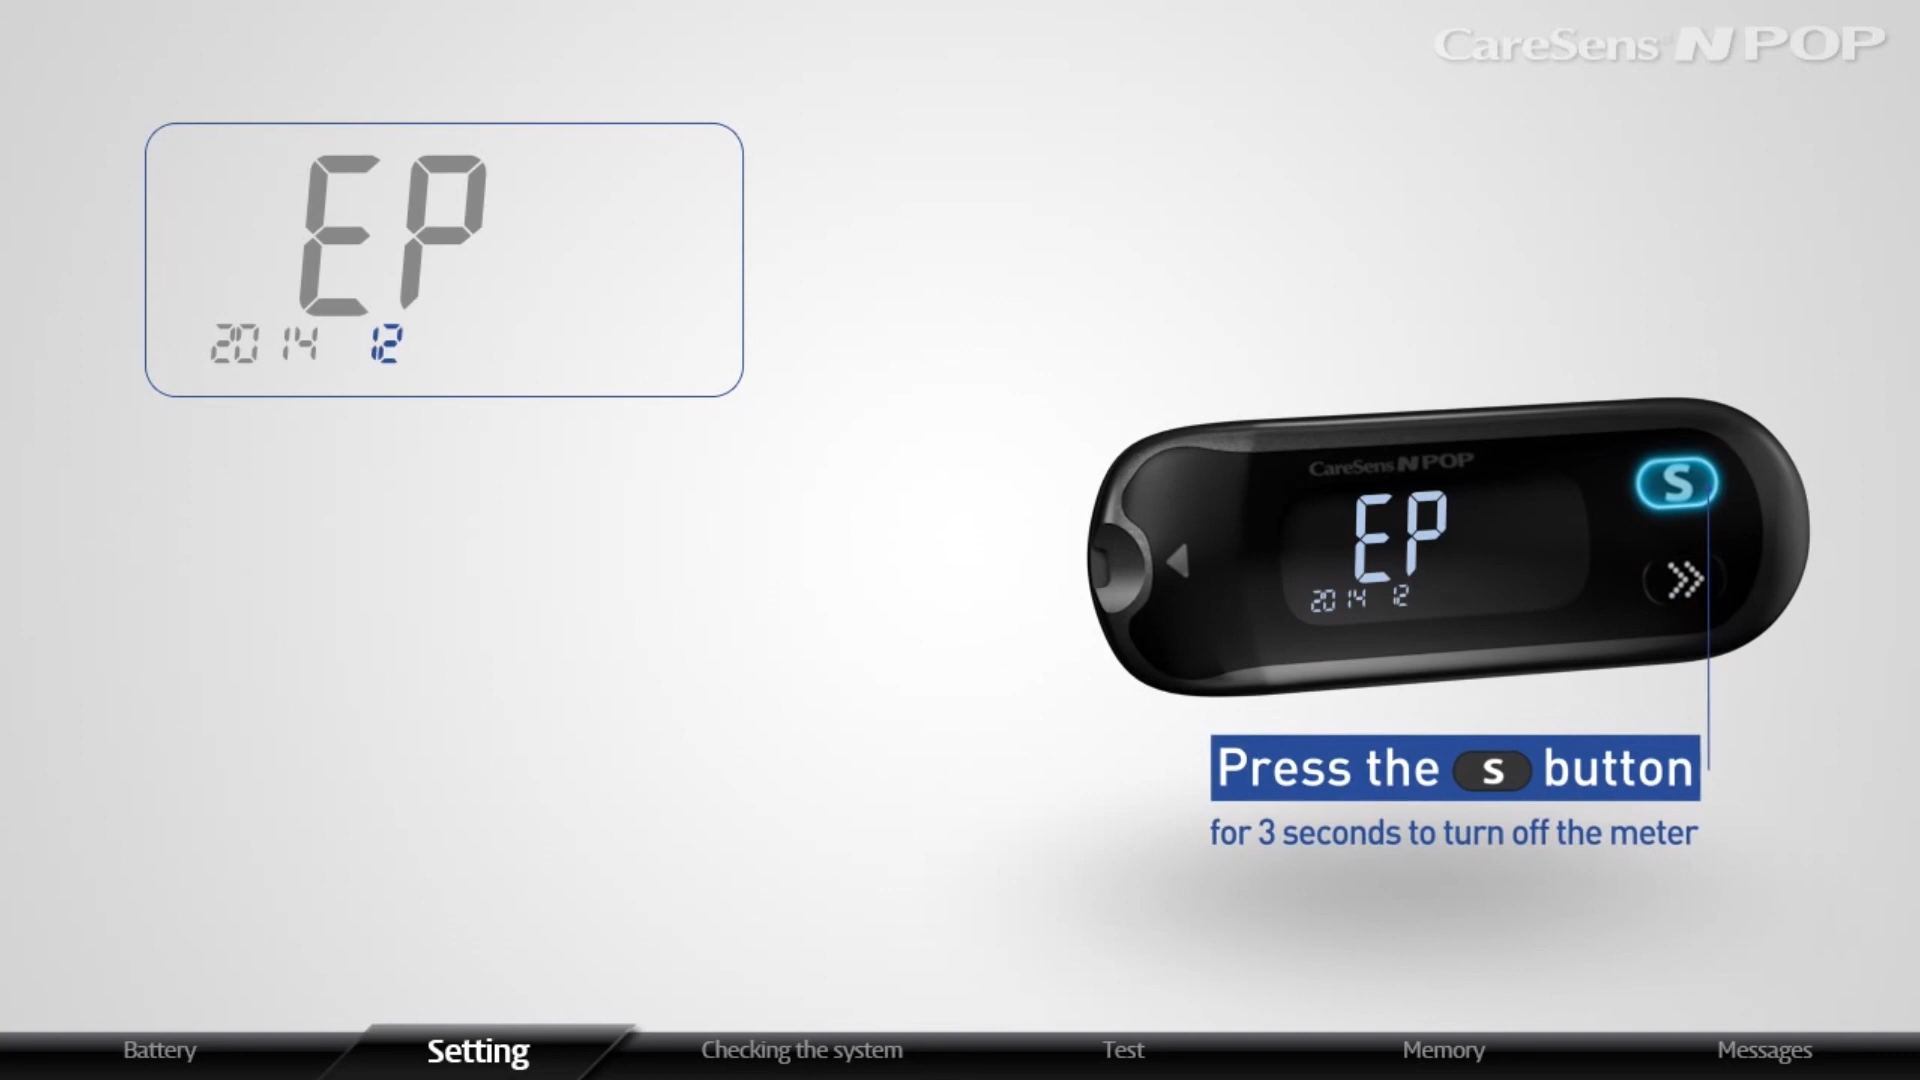 CareSens N POP
EP
2014 12
CareSens N POP
S
EP
2014 12
Press the S button
for 3 seconds to turn off the meter
Battery
Setting
Checking the system
Test
Memory
Messages